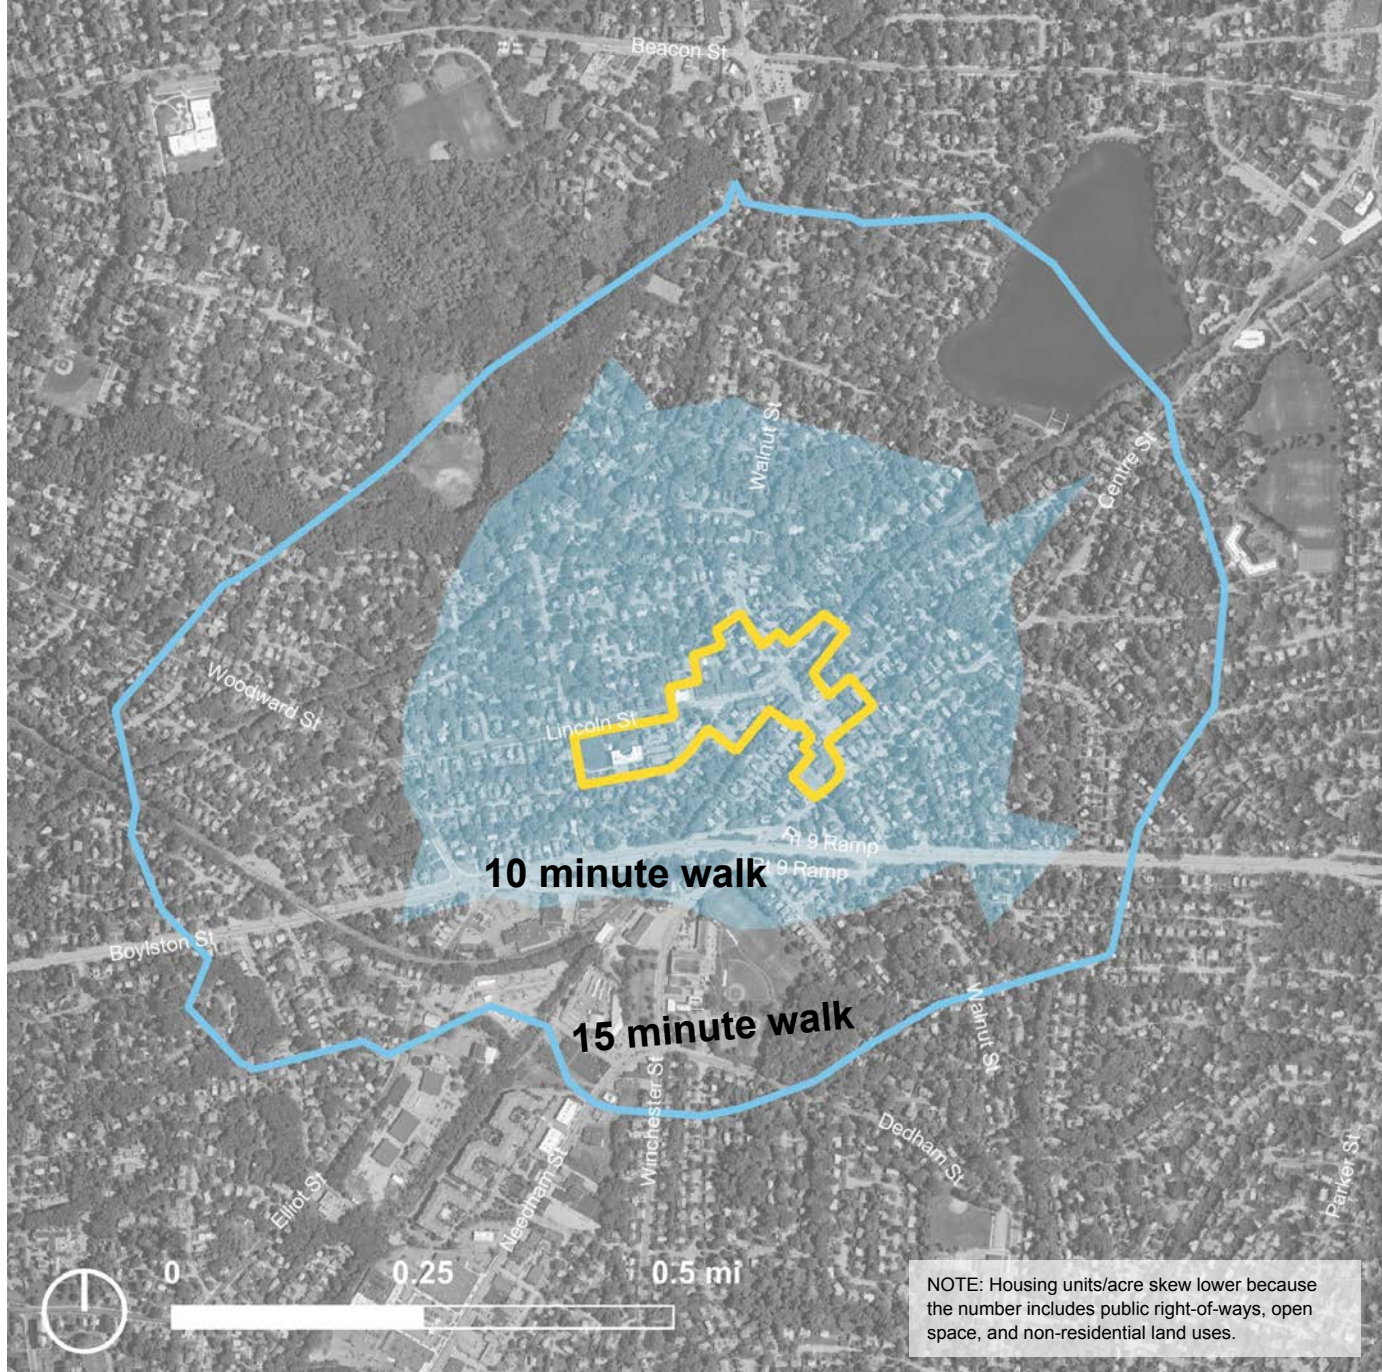 Beacon St
Walnut St
Centre St
Woodward St
Lincoln St
Rt 9 Ramp
10 minute walk
Rt 9 Ramp
Boylston St
15 minute walk
Walnut St
Winchester St
Dedham St
Parker St
Elliot St
Needham St
0 0.25 0.5 mi
NOTE: Housing units/acre skew lower because
the number includes public right-of-ways, open
space, and non-residential land uses.